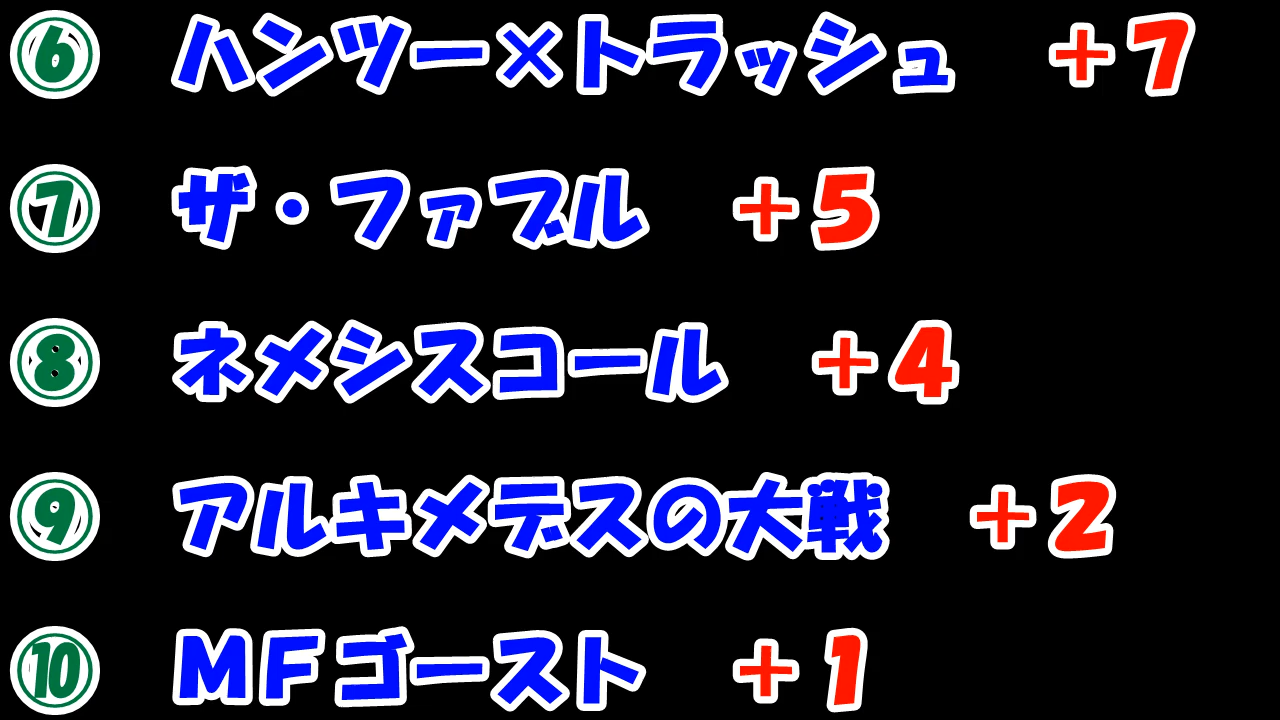 ⑥ ハンツー×トラッシュ +7
⑦ ザ・ファブル +5
⑧ ネメシスコール +4
⑨ アルキメデスの大戦 +2
⑩ MFゴースト +1